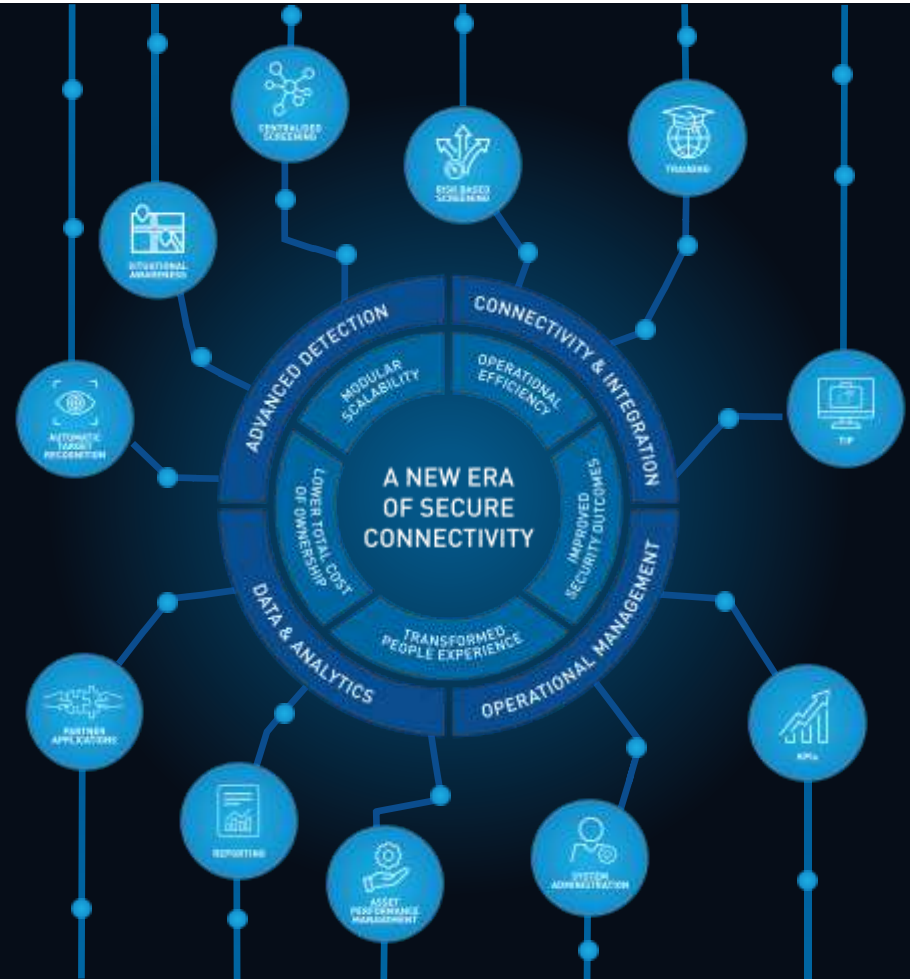 CENTRALISED
SCREENING
RISK BASED
SCREENING
TRAINING
SITUATIONAL
AWARENESS
AUTOMATIC
TARGET
RECOGNITION
TIP
ADVANCED DETECTION
CONNECTIVITY & INTEGRATION
MODULAR
SCALABILITY
OPERATIONAL
EFFICIENCY
LOWER TOTAL COST
OF OWNERSHIP
A NEW ERA
OF SECURE
CONNECTIVITY
IMPROVED
SECURITY OUTCOMES
TRANSFORMED
PEOPLE EXPERIENCE
DATA & ANALYTICS
OPERATIONAL MANAGEMENT
PARTNER
APPLICATIONS
KPIs
REPORTING
SYSTEM
ADMINISTRATION
ASSET
PERFORMANCE
MANAGMENT